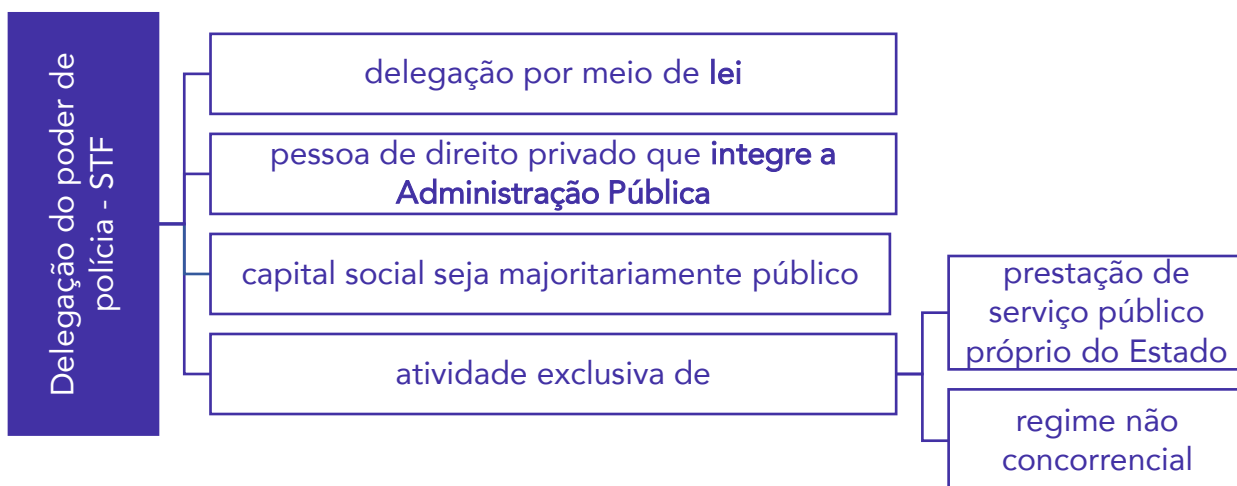 Delegação do poder de
polícia - STF
delegação por meio de lei
pessoa de direito privado que integre a
Administração Pública
capital social seja majoritariamente público
atividade exclusiva de
prestação de
serviço público
próprio do Estado
regime não
concorrencial